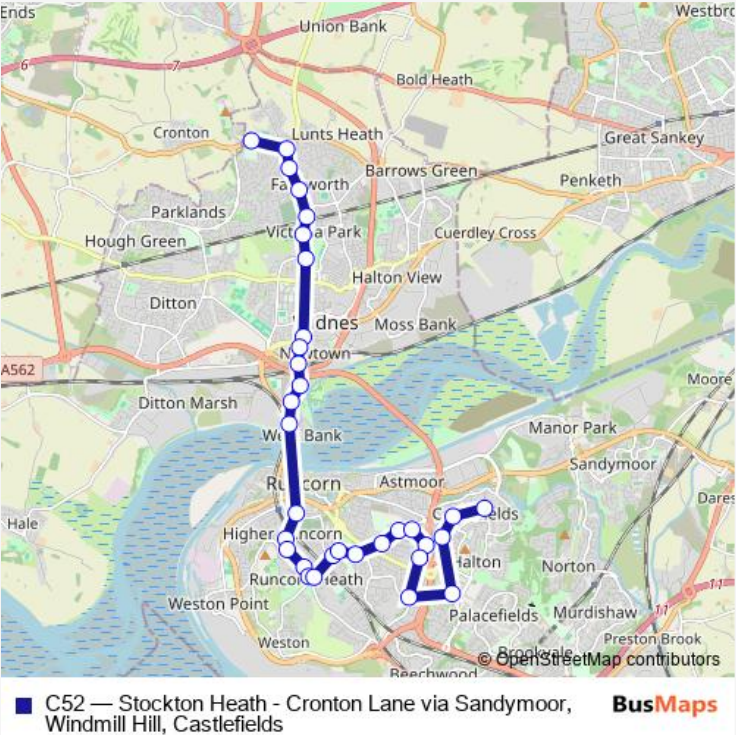 Ends
Union Bank
Westbro
6
7
Bold Heath
Cronton
Lunts Heath
Great Sankey
Barrows Green
Penketh
Parklands
Hough Green
Cuerdley Cross
Halton View
Ditton
Moss Bank
A562
Moore
Ditton Marsh
Manor Park
Sandymoor
Astmoor
Dares
Hale
Halton
Norton
11
11
Weston Point
Palacefields
Murdishaw
Weston
Preston Brook
Brookvale
© OpenStreetMap contributors
Beechwood
C52 — Stockton Heath - Cronton Lane via Sandymoor,
Windmill Hill, Castlefields
BusMaps